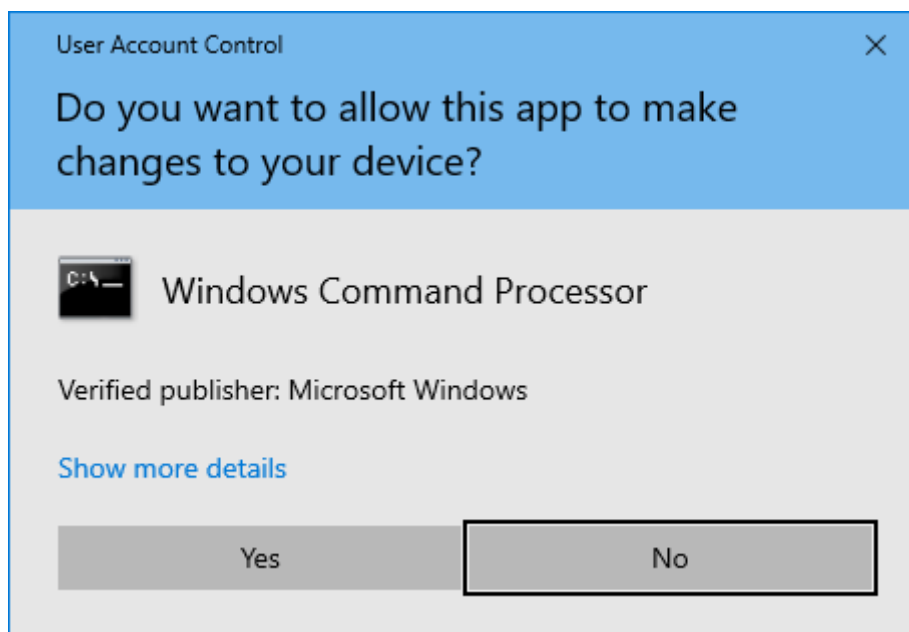 User Account Control
Do you want to allow this app to make
changes to your device?
C:\_
Windows Command Processor
Verified publisher: Microsoft Windows
Show more details
Yes
No